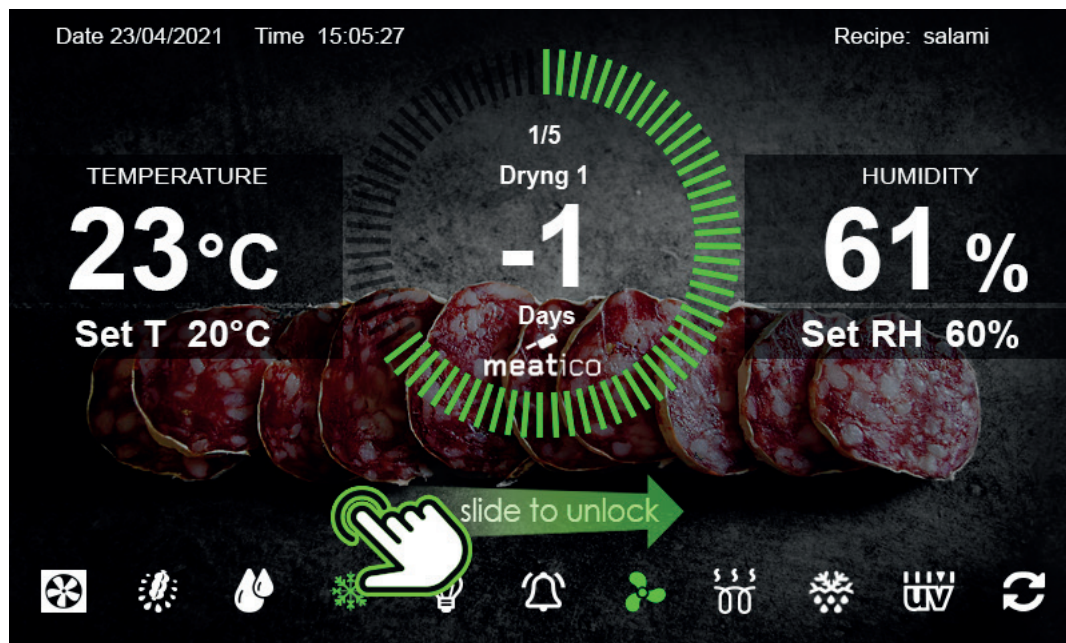 Date 23/04/2021 Time 15:05:27 Recipe: salami
1/5
Dryng 1
-1
Days
meatico
TEMPERATURE
23°C
Set T 20°C
HUMIDITY
61 %
Set RH 60%
slide to unlock
UV